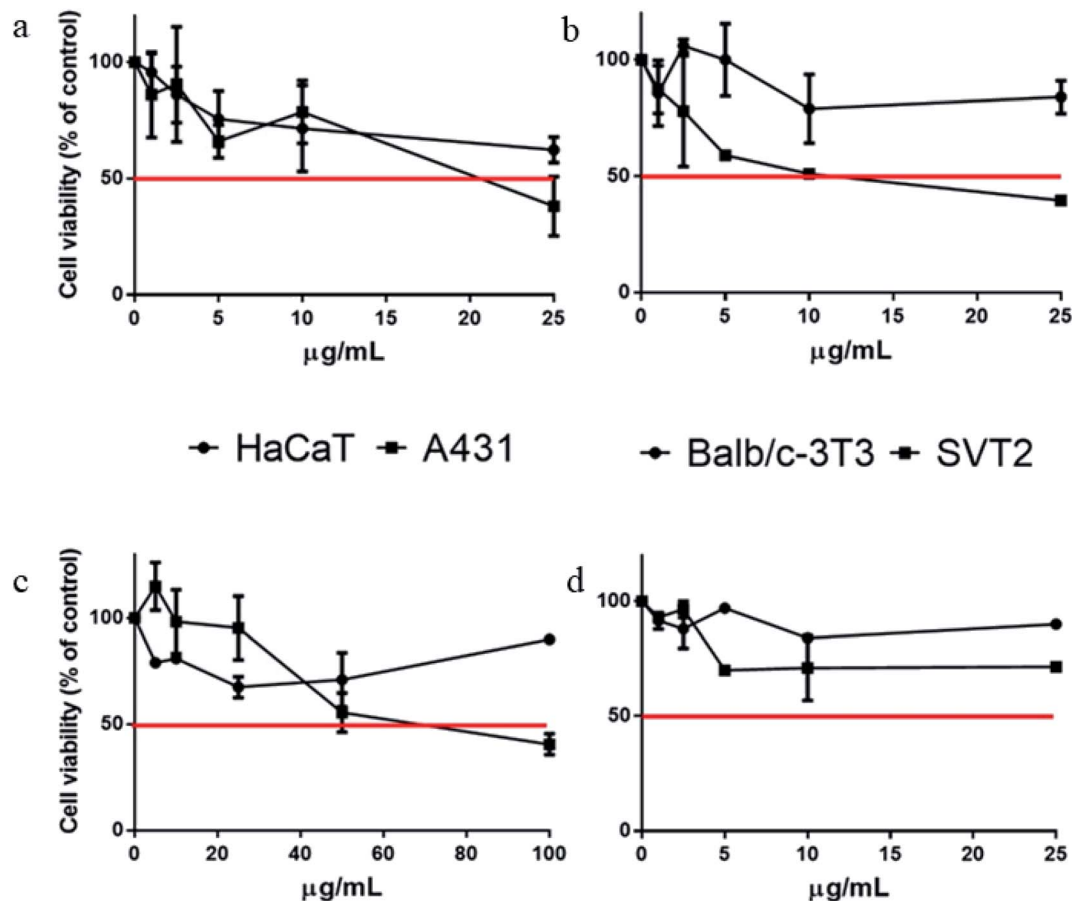 a
Cell viability (% of control)
100
50
0
0 5 10 15 20 25
μg/mL
b
100
50
0
0 5 10 15 20 25
μg/mL
HaCaT A431
Balb/c-3T3 SVT2
c
Cell viability (% of control)
100
50
0
0 20 40 60 80 100
μg/mL
d
100
50
0
0 5 10 15 20 25
μg/mL